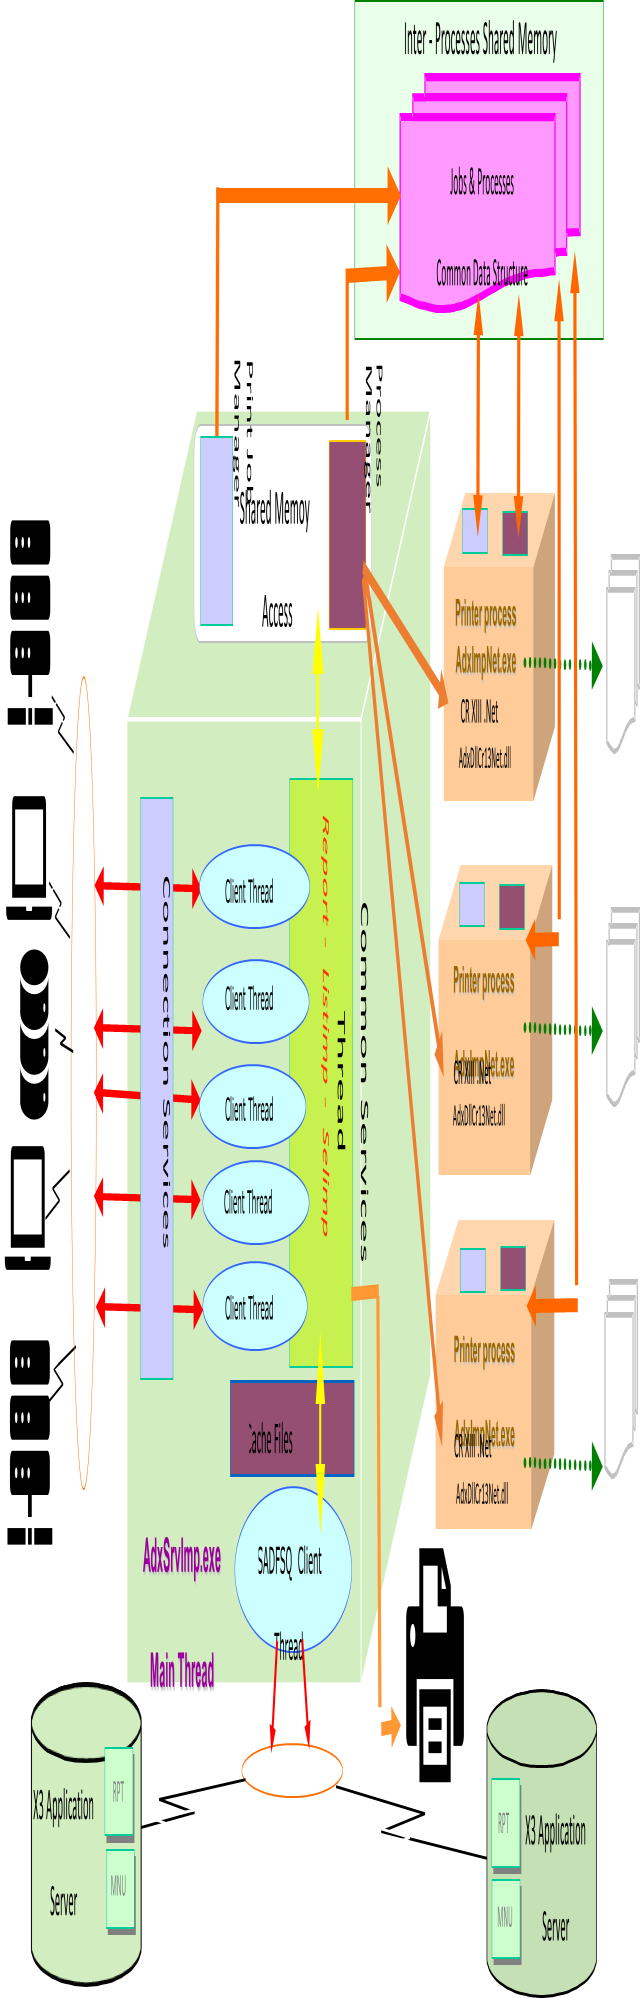 Inter - Processes Shared Memory
Jobs & Processes
Common Data Structure
Print Job
Manager
Process
Manager
Shared Memoy
Access
Printer process
AdxImpNet.exe
CR XIII .Net
AdxDllCr13Net.dll
Connection Services
Client Thread
Client Thread
Client Thread
Client Thread
Client Thread
Report - Listimp - Selimp
Common Services
Thread
Printer process
AdxImpNet.exe
CR XIII .Net
AdxDllCr13Net.dll
Printer process
AdxImpNet.exe
CR XIII .Net
AdxDllCr13Net.dll
Cache Files
AdxSrvImp.exe
Main Thread
SADFSQ Client
Thread
X3 Application
Server
RPT
MNU
X3 Application
Server
RPT
MNU